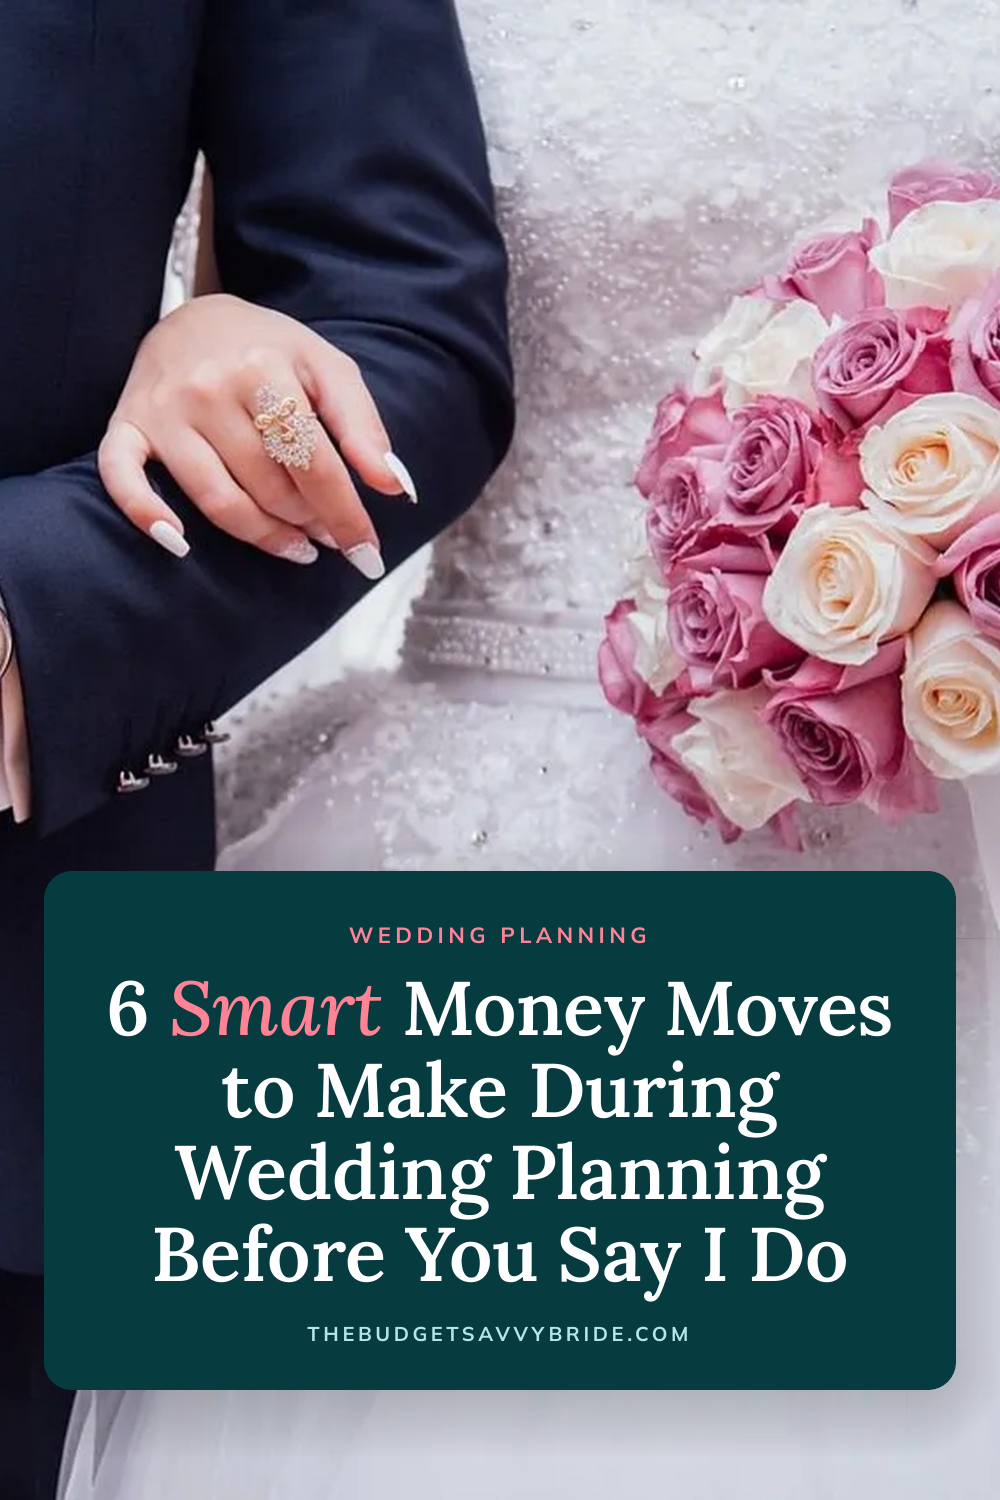 WEDDING PLANNING
6 Smart Money Moves
to Make During
Wedding Planning
Before You Say I Do
THEBUDGETSAVVYBRIDE.COM